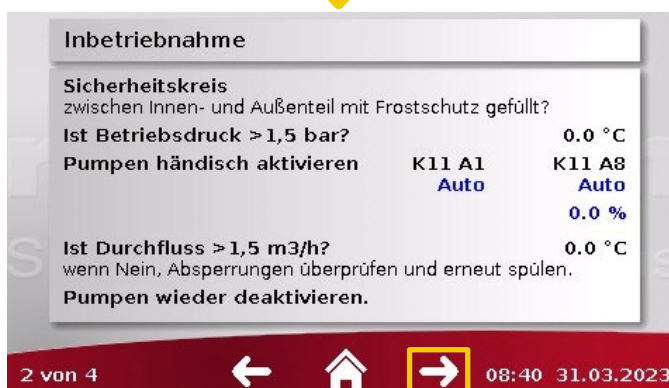 Inbetriebnahme
Sicherheitskreis
zwischen Innen- und Außenteil mit Frostschutz gefüllt?
Ist Betriebsdruck >1,5 bar? 0.0 °C
Pumpen händisch aktivieren K11 A1 K11 A8
Auto Auto
0.0 %
Ist Durchfluss >1,5 m3/h? 0.0 °C
wenn Nein, Absperrungen überprüfen und erneut spülen.
Pumpen wieder deaktivieren.
2 von 4 08:40 31.03.2023